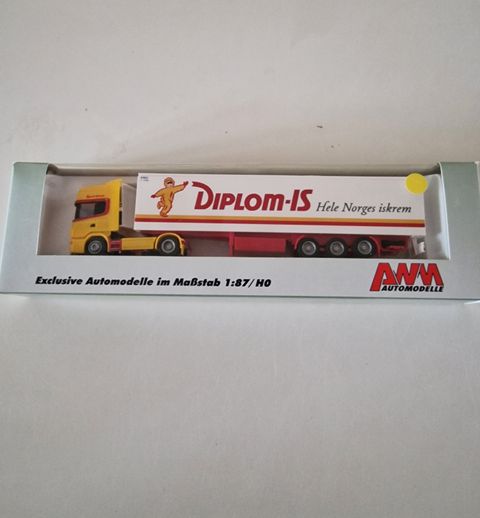 DIPLOM-IS Hele Norges iskrem
Exclusive Automodelle im Maßstab 1:87/H0
AWM
AUTOMODELLE